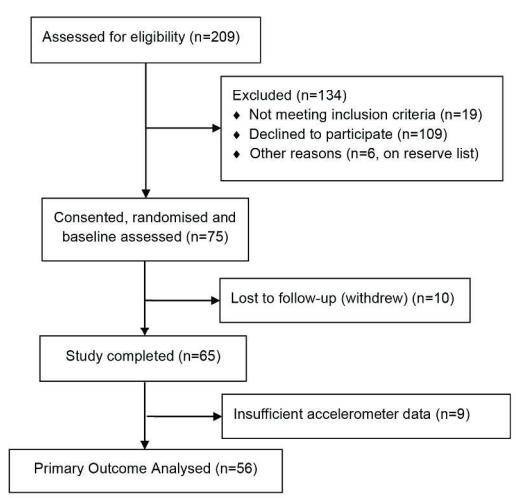 Assessed for eligibility (n=209)
Excluded (n=134)
♦ Not meeting inclusion criteria (n=19)
♦ Declined to participate (n=109)
♦ Other reasons (n=6, on reserve list)
Consented, randomised and
baseline assessed (n=75)
Lost to follow-up (withdrew) (n=10)
Study completed (n=65)
Insufficient accelerometer data (n=9)
Primary Outcome Analysed (n=56)